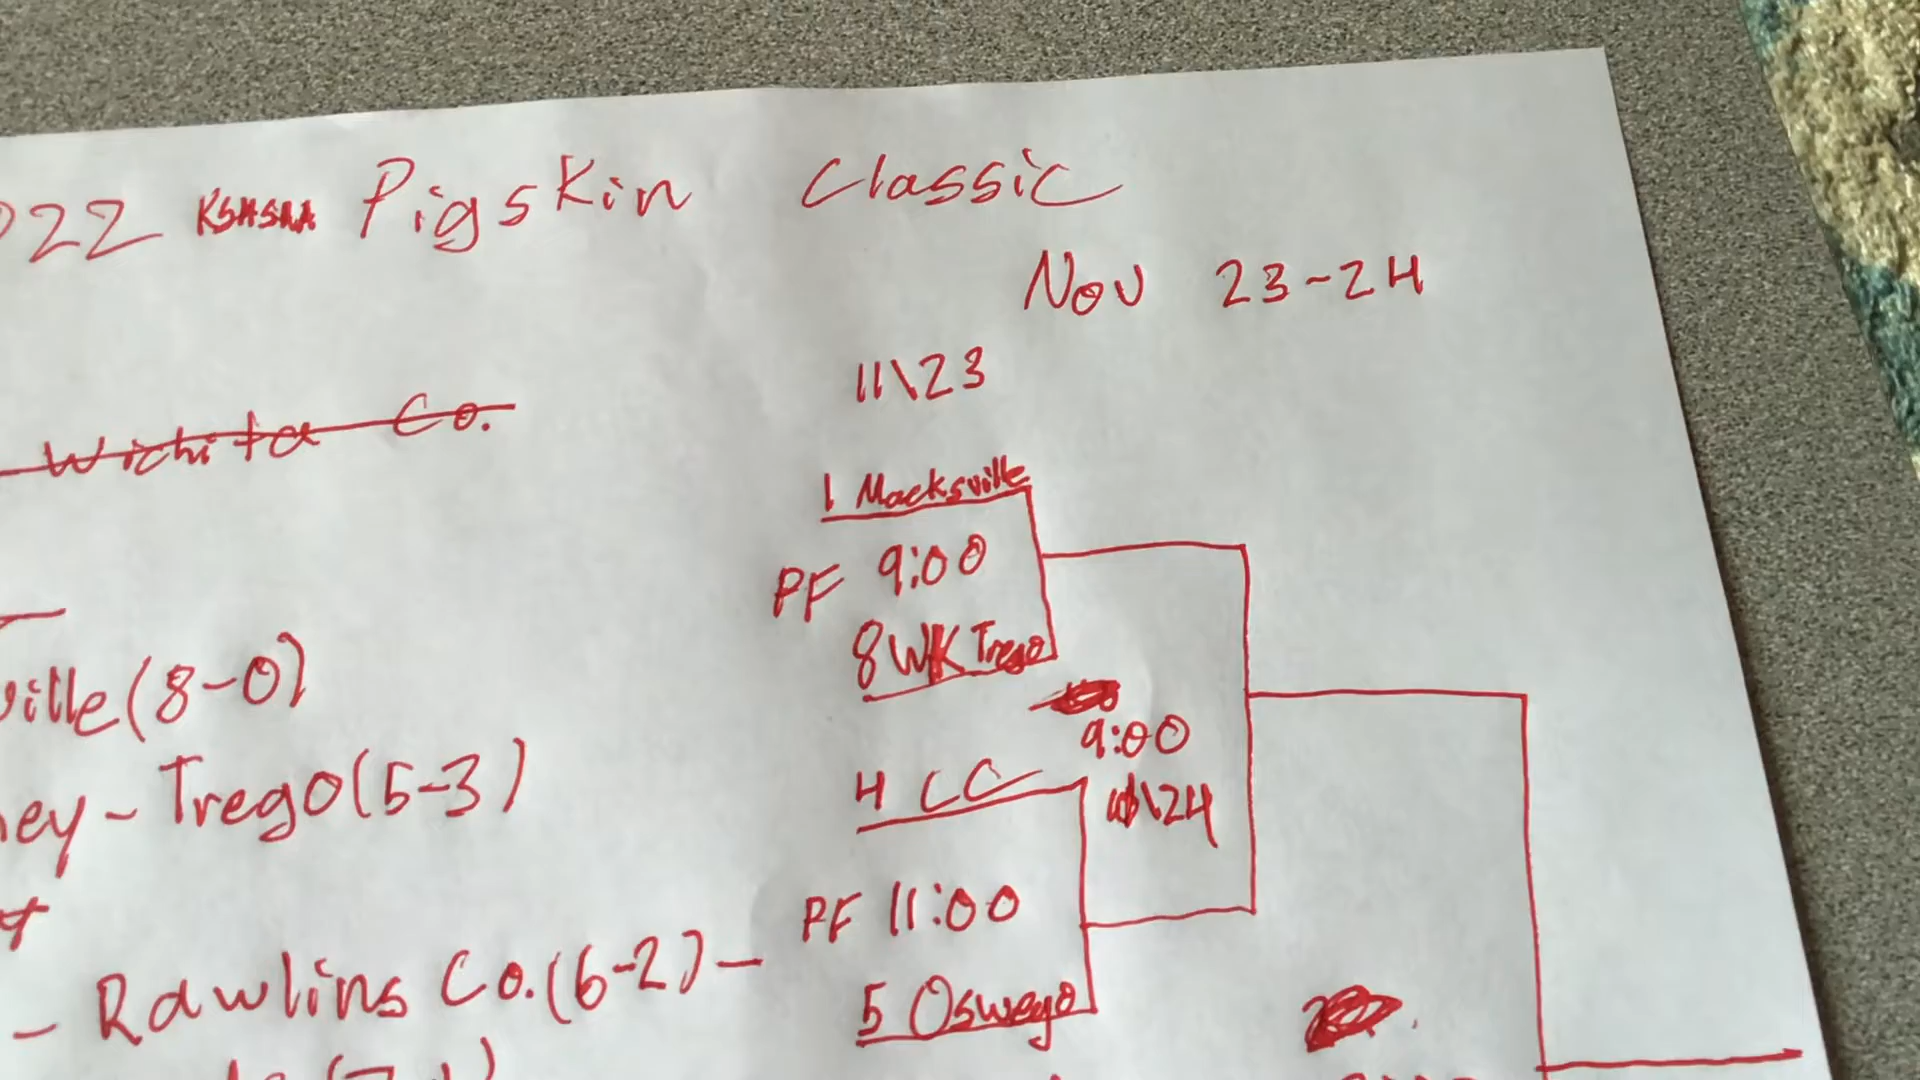 022 KSHSAA Pigskin Classic
Nov 23-24
11\23
Wichita Co.
1 Macksville
PF 9:00
8 WK Trego
ville (8-0)
9:00
ey - Trego (5-3)
4 CC
\24
PF 11:00
- Rawlins Co. (6-2) -
5 Oswego